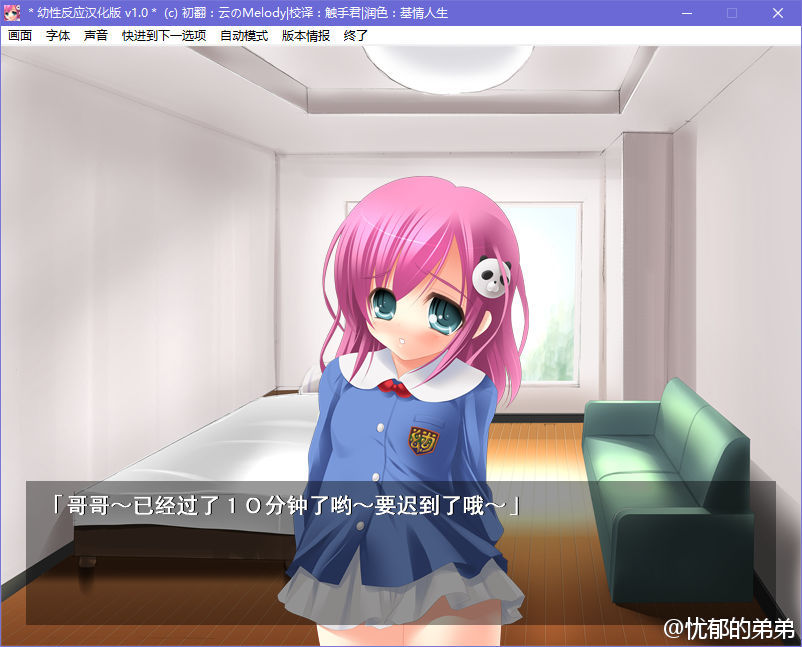 * 幼性反应汉化版 v1.0 * (c) 初翻：云のMelody|校译：触手君|润色：基情人生
画面 字体 声音 快进到下一选项 自动模式 版本情报 终了
「哥哥～已经过了１０分钟了哟～要迟到了哦～」
@忧郁的弟弟